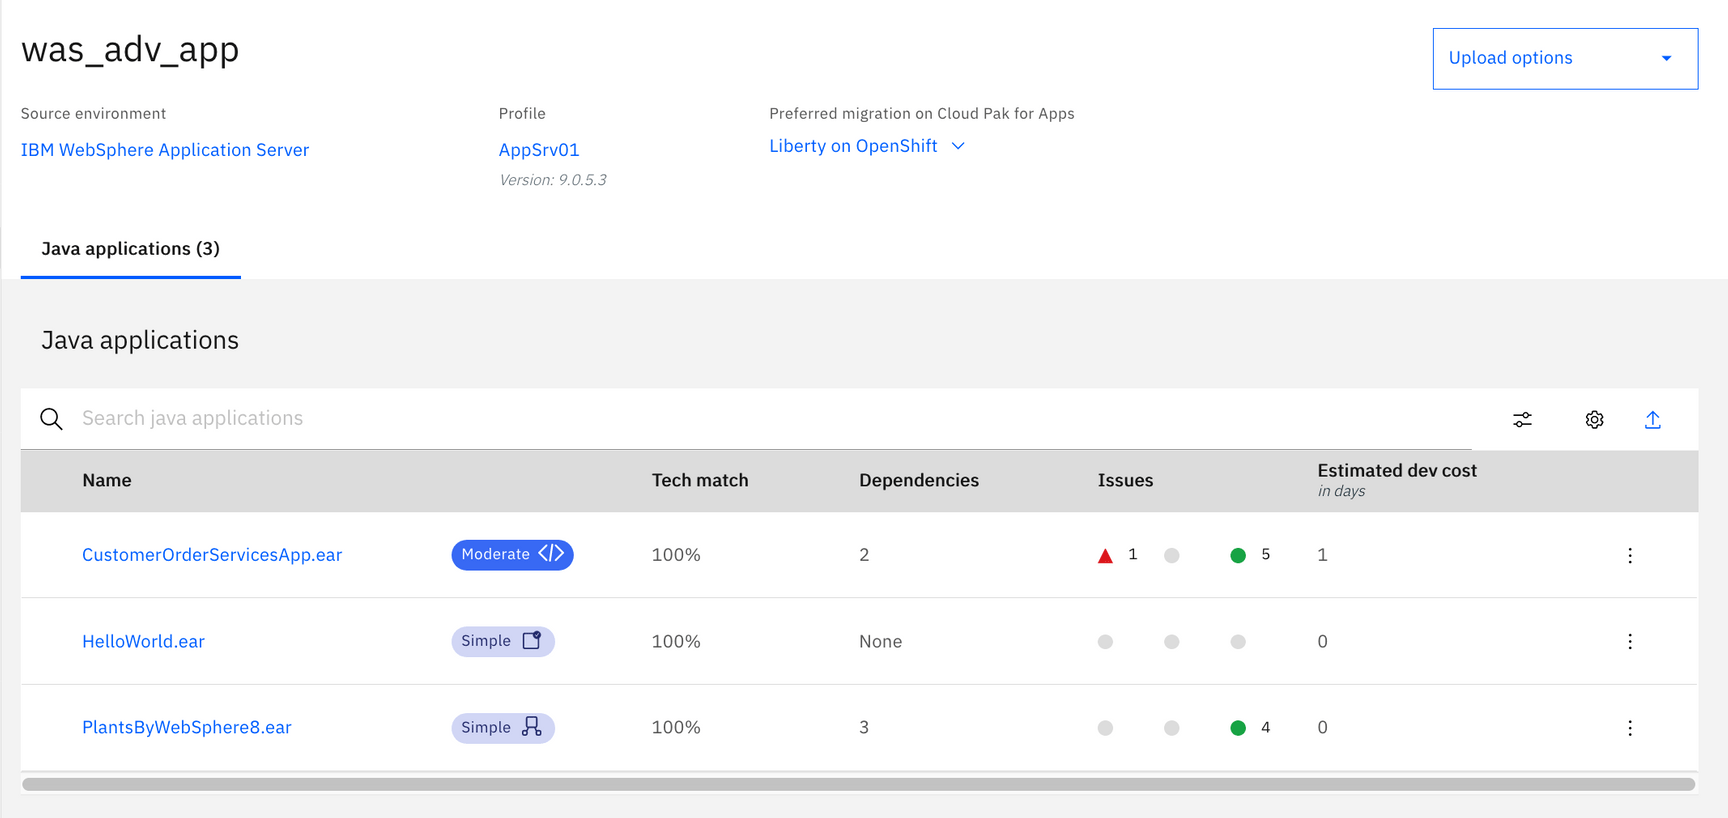 was_adv_app
Upload options
Source environment
Profile
Preferred migration on Cloud Pak for Apps
IBM WebSphere Application Server
AppSrv01
Liberty on OpenShift
Version: 9.0.5.3
Java applications (3)
Java applications
Search java applications
Name Tech match Dependencies Issues Estimated dev cost
in days
CustomerOrderServicesApp.ear Moderate 100% 2 1 5 1
HelloWorld.ear Simple 100% None 0
PlantsByWebSphere8.ear Simple 100% 3 4 0